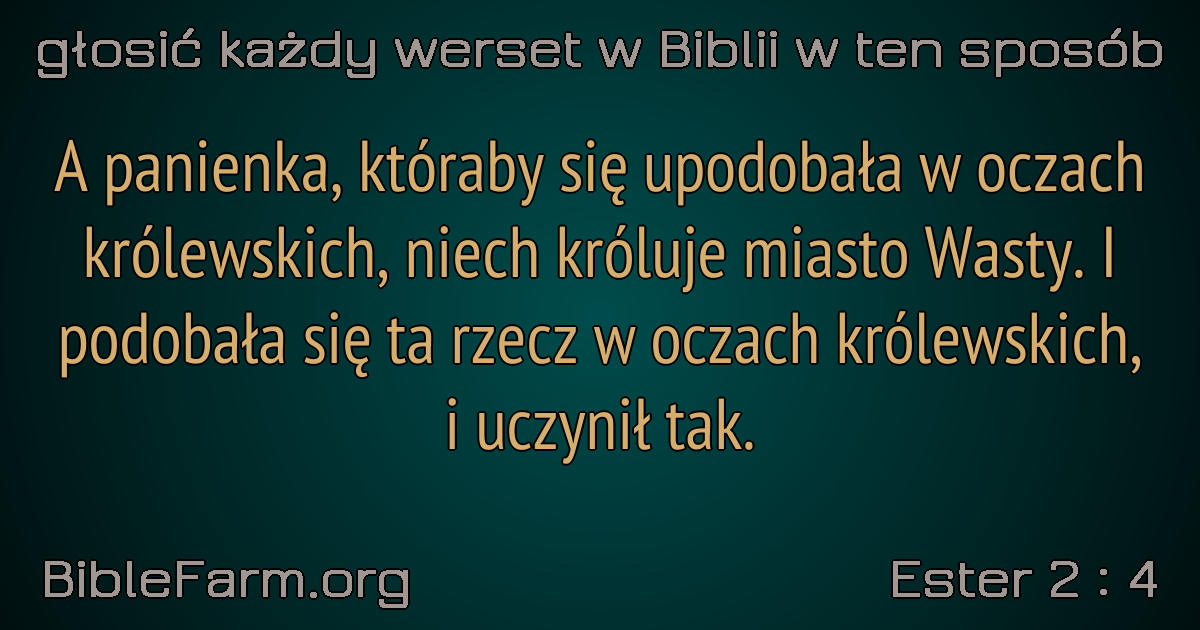 głosić każdy werset w Biblii w ten sposób
A panienka, któraby się upodobała w oczach
królewskich, niech króluje miasto Wasty. I
podobała się ta rzecz w oczach królewskich,
i uczynił tak.
BibleFarm.org
Ester 2 : 4